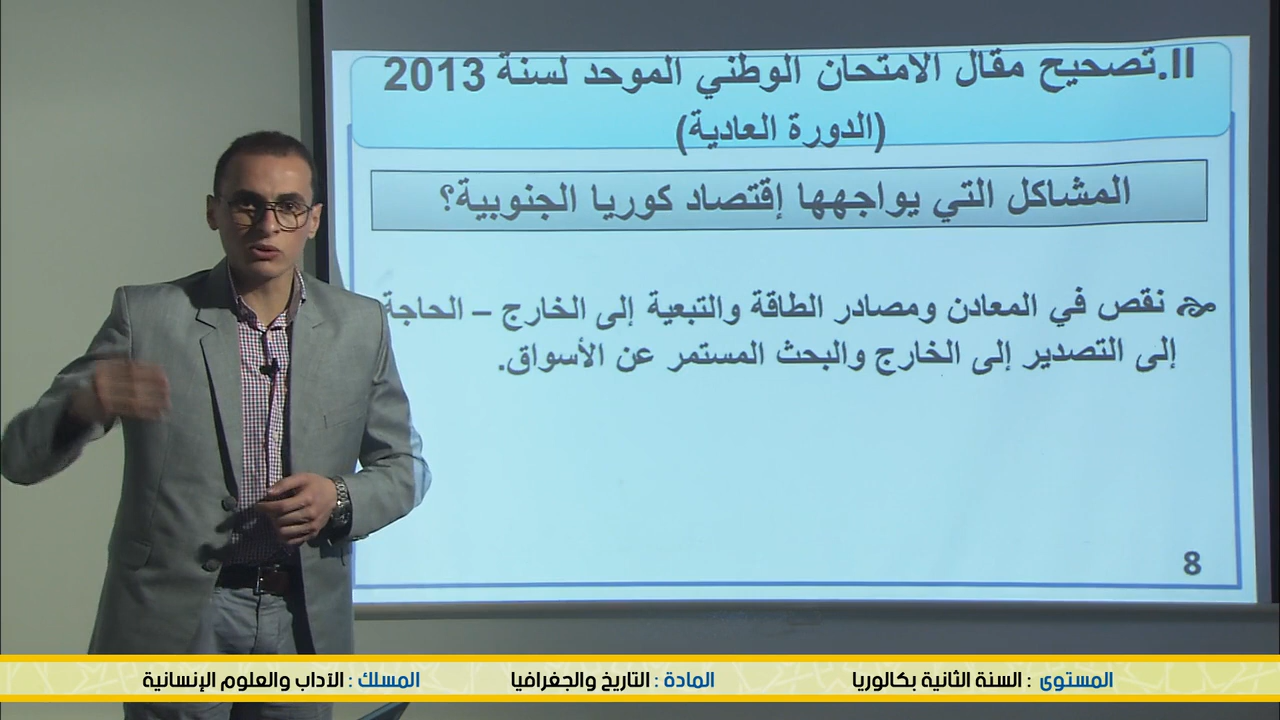 II.تصحيح مقال الامتحان الوطني الموحد لسنة 2013
(الدورة العادية)
المشاكل التي يواجهها إقتصاد كوريا الجنوبية؟
نقص في المعادن ومصادر الطاقة والتبعية إلى الخارج – الحاجة
إلى التصدير إلى الخارج والبحث المستمر عن الأسواق.
8
المستوى : السنة الثانية بكالوريا المادة : التاريخ والجغرافيا المسلك : الآداب والعلوم الإنسانية